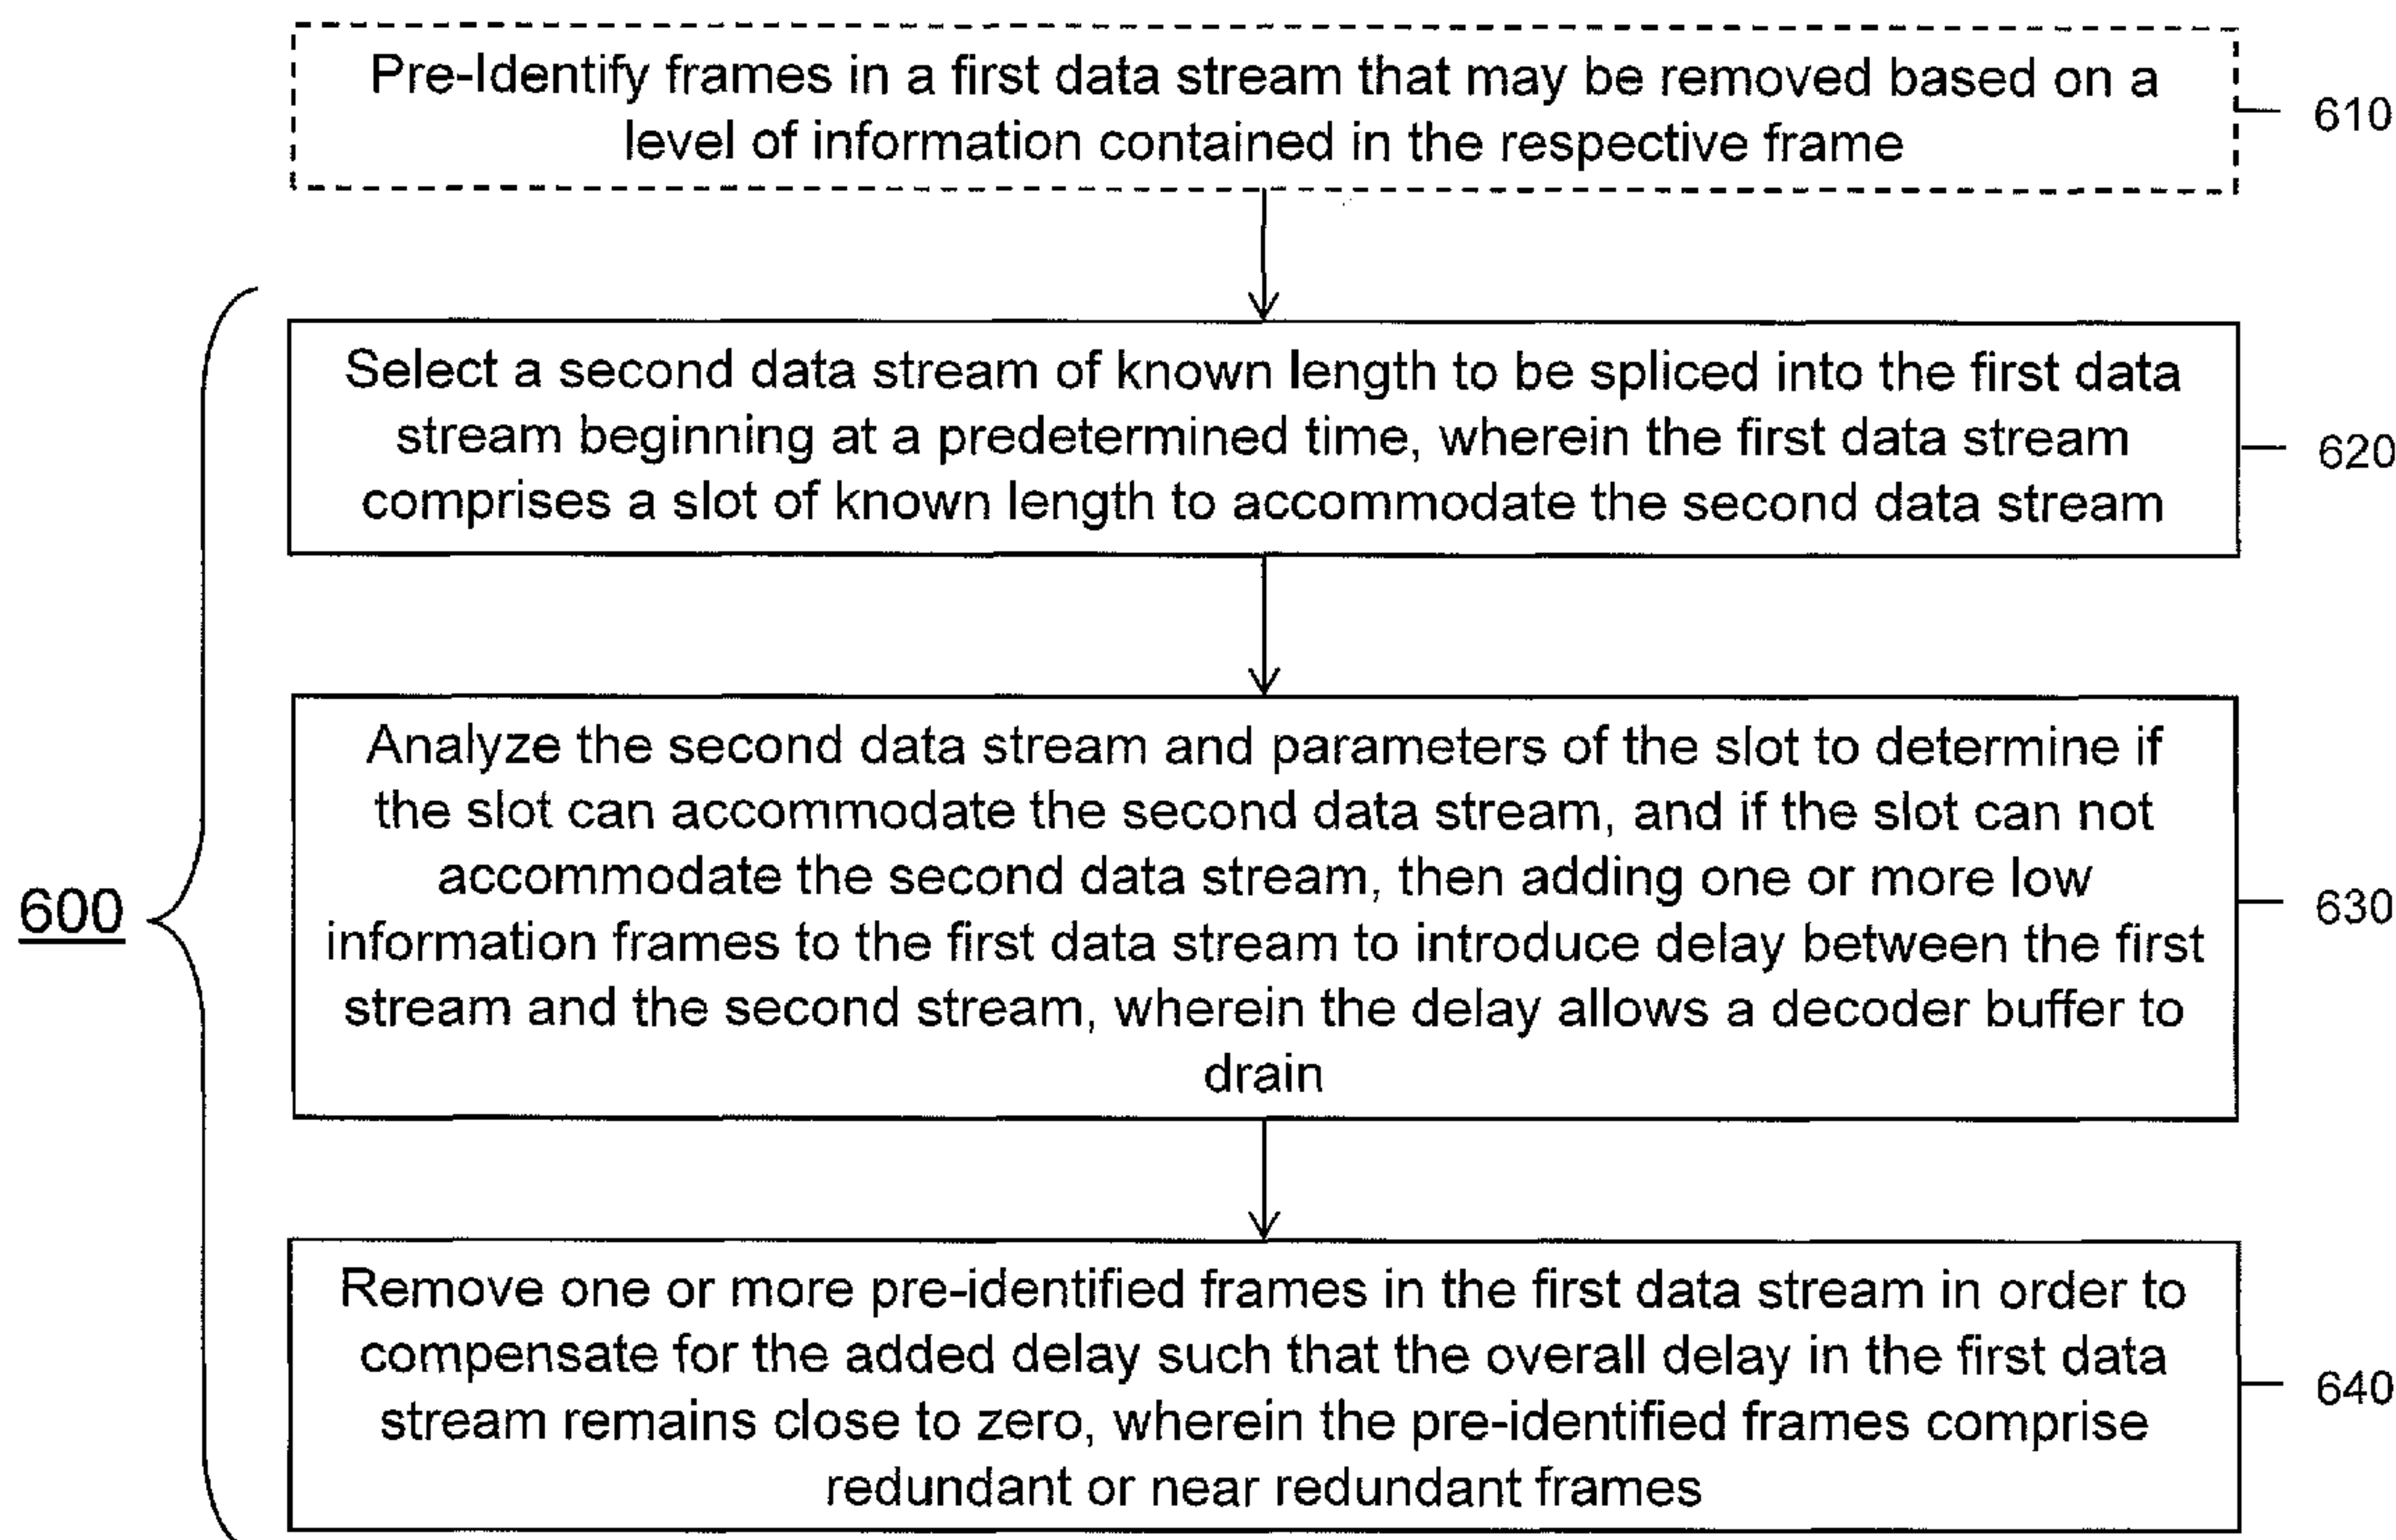 Pre-Identify frames in a first data stream that may be removed based on a
level of information contained in the respective frame
610
Select a second data stream of known length to be spliced into the first data
stream beginning at a predetermined time, wherein the first data stream
comprises a slot of known length to accommodate the second data stream
620
Analyze the second data stream and parameters of the slot to determine if
the slot can accommodate the second data stream, and if the slot can not
accommodate the second data stream, then adding one or more low
information frames to the first data stream to introduce delay between the first
stream and the second stream, wherein the delay allows a decoder buffer to
drain
630
600
Remove one or more pre-identified frames in the first data stream in order to
compensate for the added delay such that the overall delay in the first data
stream remains close to zero, wherein the pre-identified frames comprise
redundant or near redundant frames
640